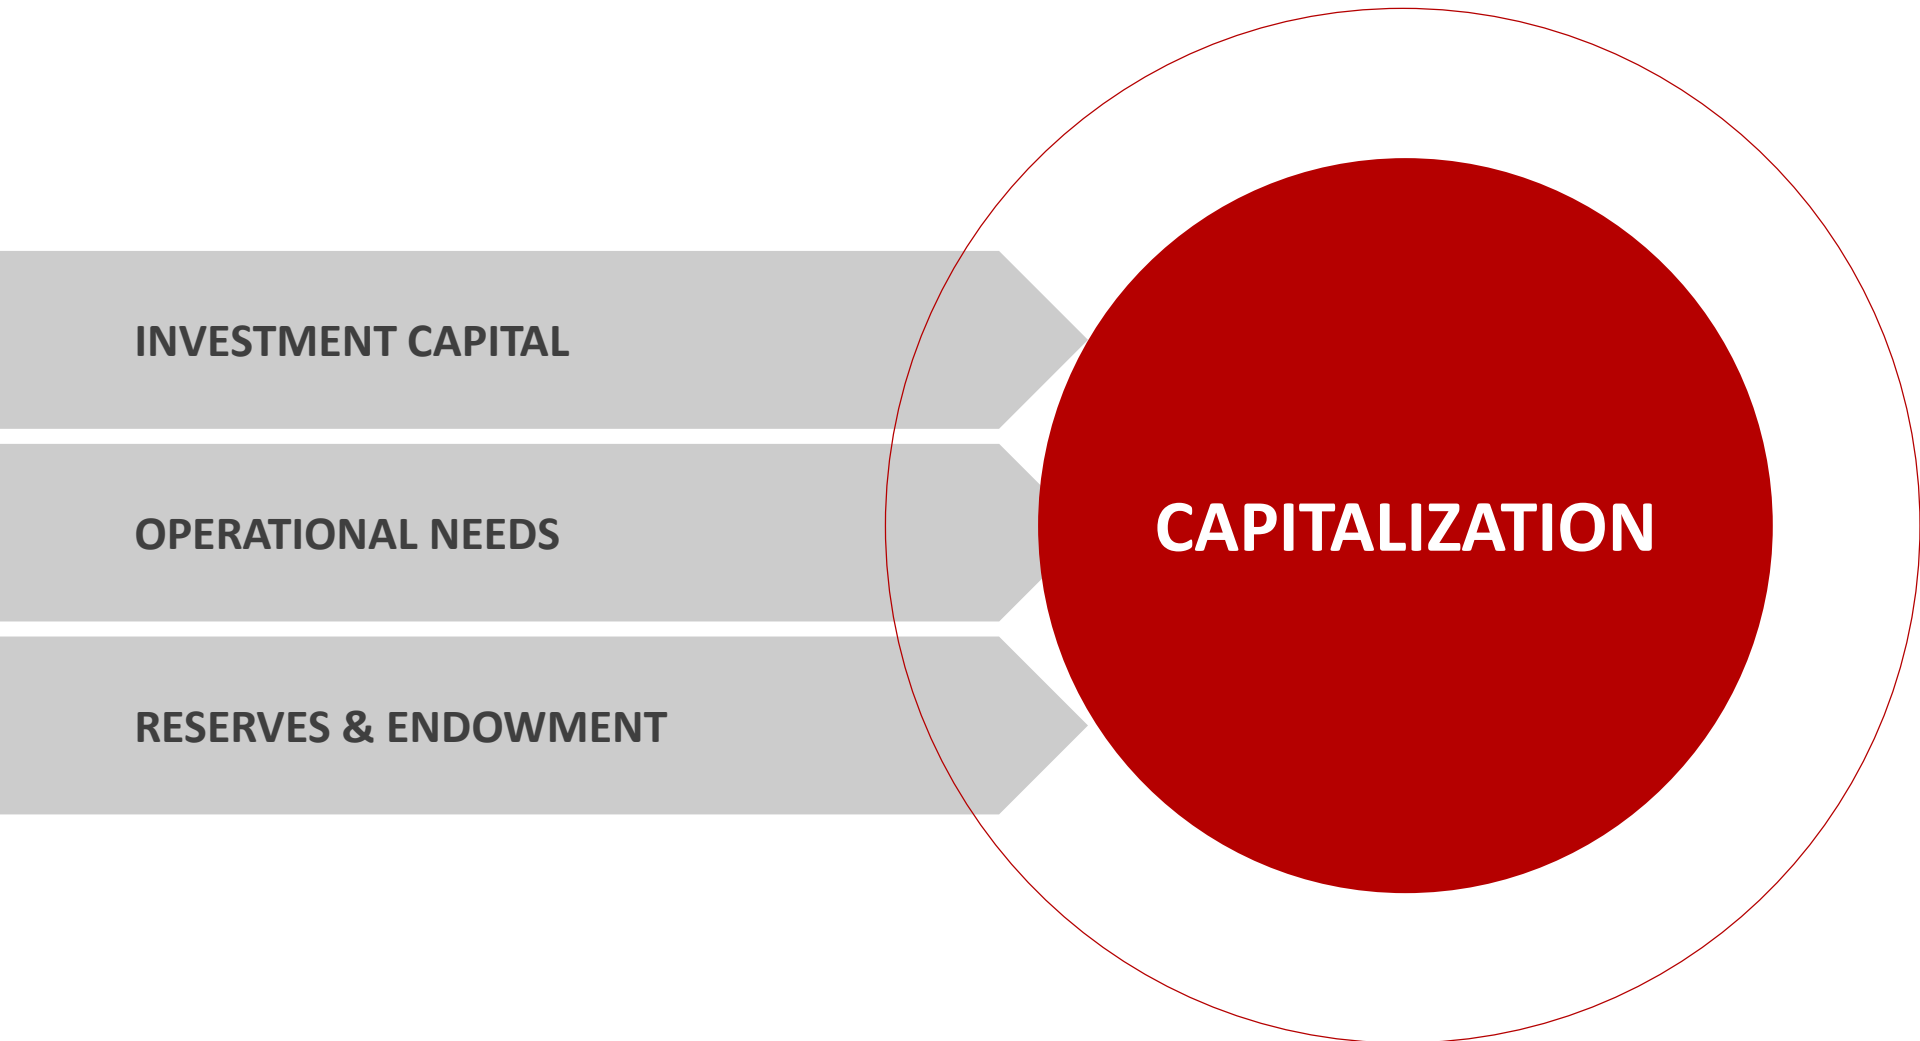 INVESTMENT CAPITAL
OPERATIONAL NEEDS
RESERVES & ENDOWMENT
CAPITALIZATION